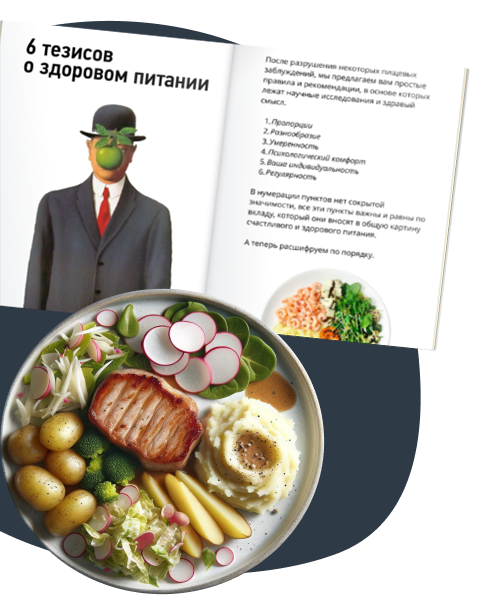 6 тезисов
о здоровом питании
После разрушения некоторых пищевых
заблуждений, мы предлагаем вам простые
правила и рекомендации, в основе которых
лежат научные исследования и здравый
смысл.
1. Пропорции
2. Разнообразие
3. Умеренность
4. Психологический комфорт
5. Ваша индивидуальность
6. Регулярность
В нумерации пунктов нет сокрытой
значимости, все эти пункты важны и равны по
вкладу, который они вносят в общую картину
счастливого и здорового питания.
А теперь расшифруем по порядку.